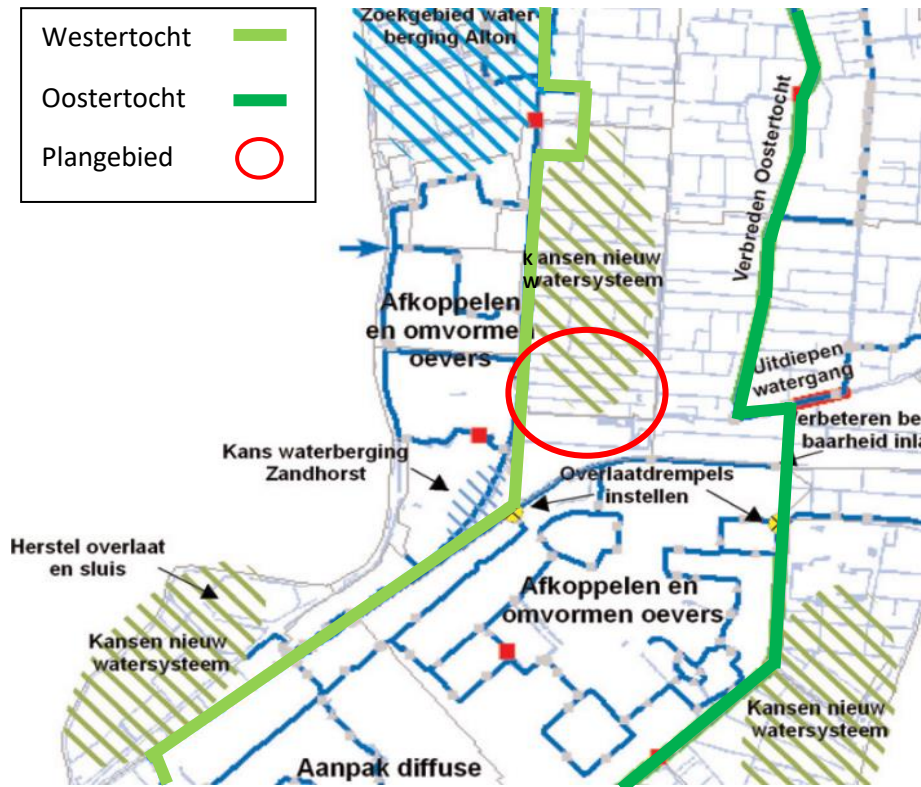 Westertocht
Oostertocht
Plangebied
Zoekgebied water
berging Alton
Verbreden Oostertocht
kansen nieuw
watersysteem
Afkoppelen
en omvormen
oevers
Uitdiepen
watergang
erbeteren be
baarheid inla
Kans waterberging
Zandhorst
Overlaatdrempels
instellen
Herstel overlaat
en sluis
Afkoppelen en
omvormen oevers
Kansen nieuw
watersysteem
Kansen nieuw
watersysteem
Aanpak diffuse